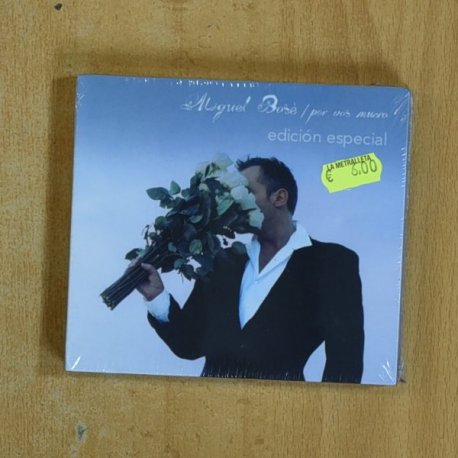 Miguel Bosé / por vos muero
edición especial
LA METRALLETA
€ 6,00